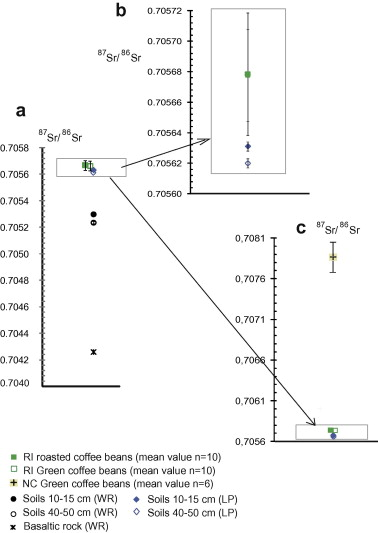 b
0.70572
87Sr/86Sr
0.70568
0.70564
0.70562
0.70560
a
87Sr/86Sr
0.7058
0.7056
0.7054
0.7052
0.7050
0.7048
0.7046
0.7044
0.7042
0.7040
c
87Sr/86Sr
0,7081
0,7076
0,7071
0,7066
0,7061
0,7056
RI roasted coffee beans (mean value n=10)
RI Green coffee beans (mean value n=10)
NC Green coffee beans (mean value n=6)
Soils 10-15 cm (WR) Soils 10-15 cm (LP)
Soils 40-50 cm (WR) Soils 40-50 cm (LP)
Basaltic rock (WR)